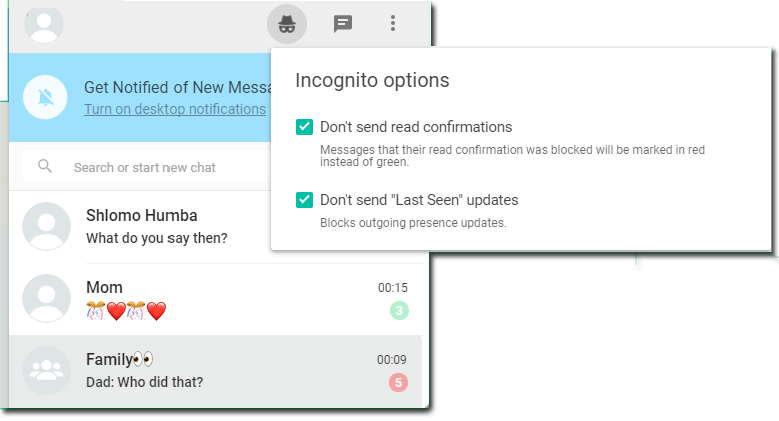 Get Notified of New Messa
Turn on desktop notifications
Search or start new chat
Incognito options
Don't send read confirmations
Messages that their read confirmation was blocked will be marked in red
instead of green.
Don't send "Last Seen" updates
Blocks outgoing presence updates.
Shlomo Humba
What do you say then?
Mom 00:15
3
Family 00:09
Dad: Who did that? 5